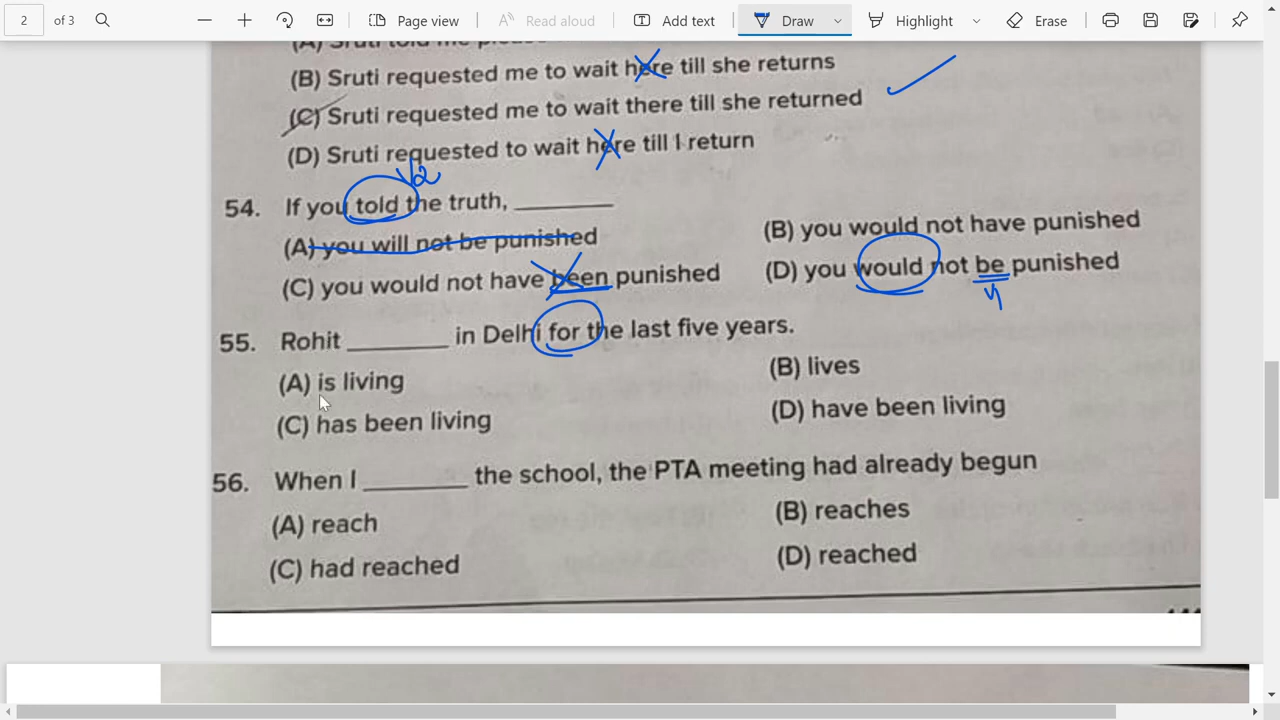 2 of 3 Page view Read aloud Add text Draw Highlight Erase
(B) Sruti requested me to wait here till she returns
(C) Sruti requested me to wait there till she returned
(D) Sruti requested to wait here till I return
V2
54. If you told the truth, ________
(A) you will not be punished
(B) you would not have punished
(C) you would not have been punished
(D) you would not be punished
55. Rohit ________ in Delhi for the last five years.
(A) is living
(B) lives
(C) has been living
(D) have been living
56. When I ________ the school, the PTA meeting had already begun
(A) reach
(B) reaches
(C) had reached
(D) reached